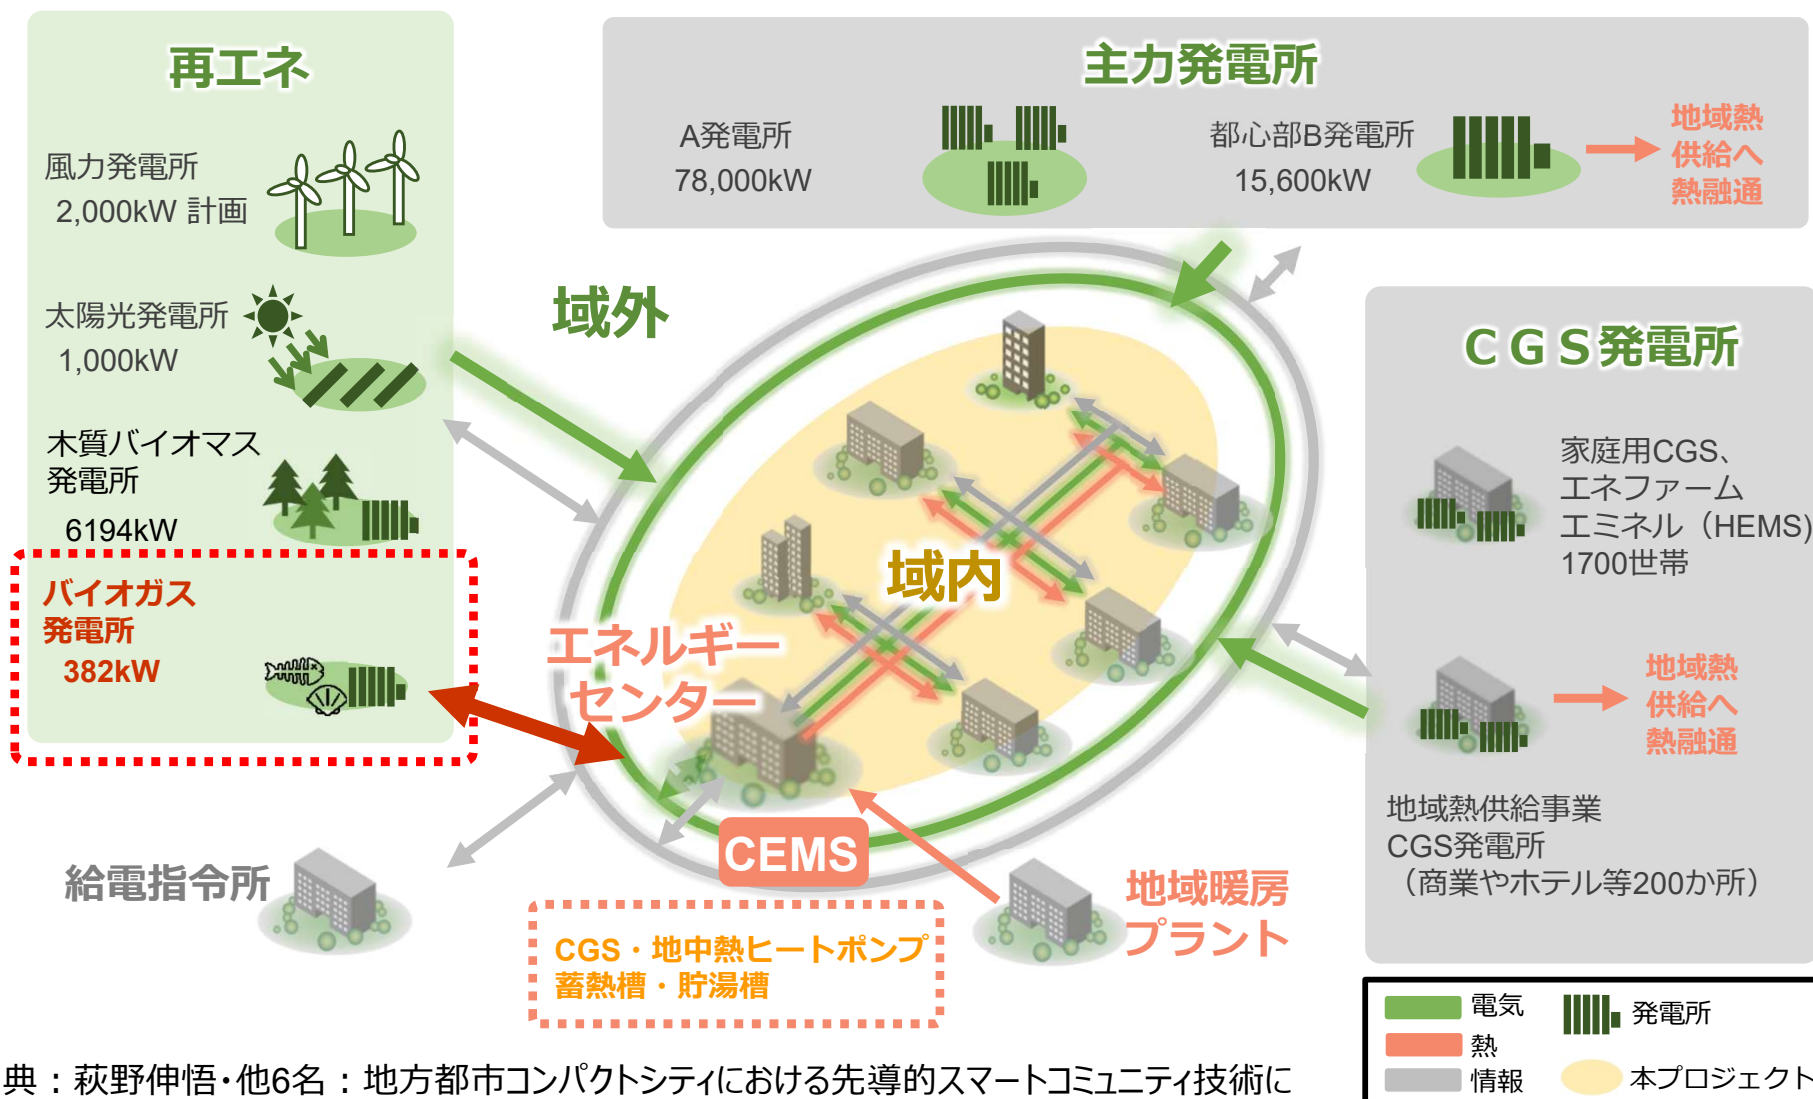 再エネ
風力発電所
2,000kW 計画
太陽光発電所
1,000kW
木質バイオマス
発電所
6194kW
バイオガス
発電所
382kW
主力発電所
A発電所
78,000kW
都心部B発電所
15,600kW
地域熱
供給へ
熱融通
域外
域内
エネルギー
センター
CEMS
CGS・地中熱ヒートポンプ
蓄熱槽・貯湯槽
給電指令所
地域暖房
プラント
ＣＧＳ発電所
家庭用CGS、
エネファーム
エミネル（HEMS)
1700世帯
地域熱
供給へ
熱融通
地域熱供給事業
CGS発電所
（商業やホテル等200か所）
電気
熱
情報
発電所
本プロジェクト
典：萩野伸悟･他6名：地方都市コンパクトシティにおける先導的スマートコミュニティ技術に